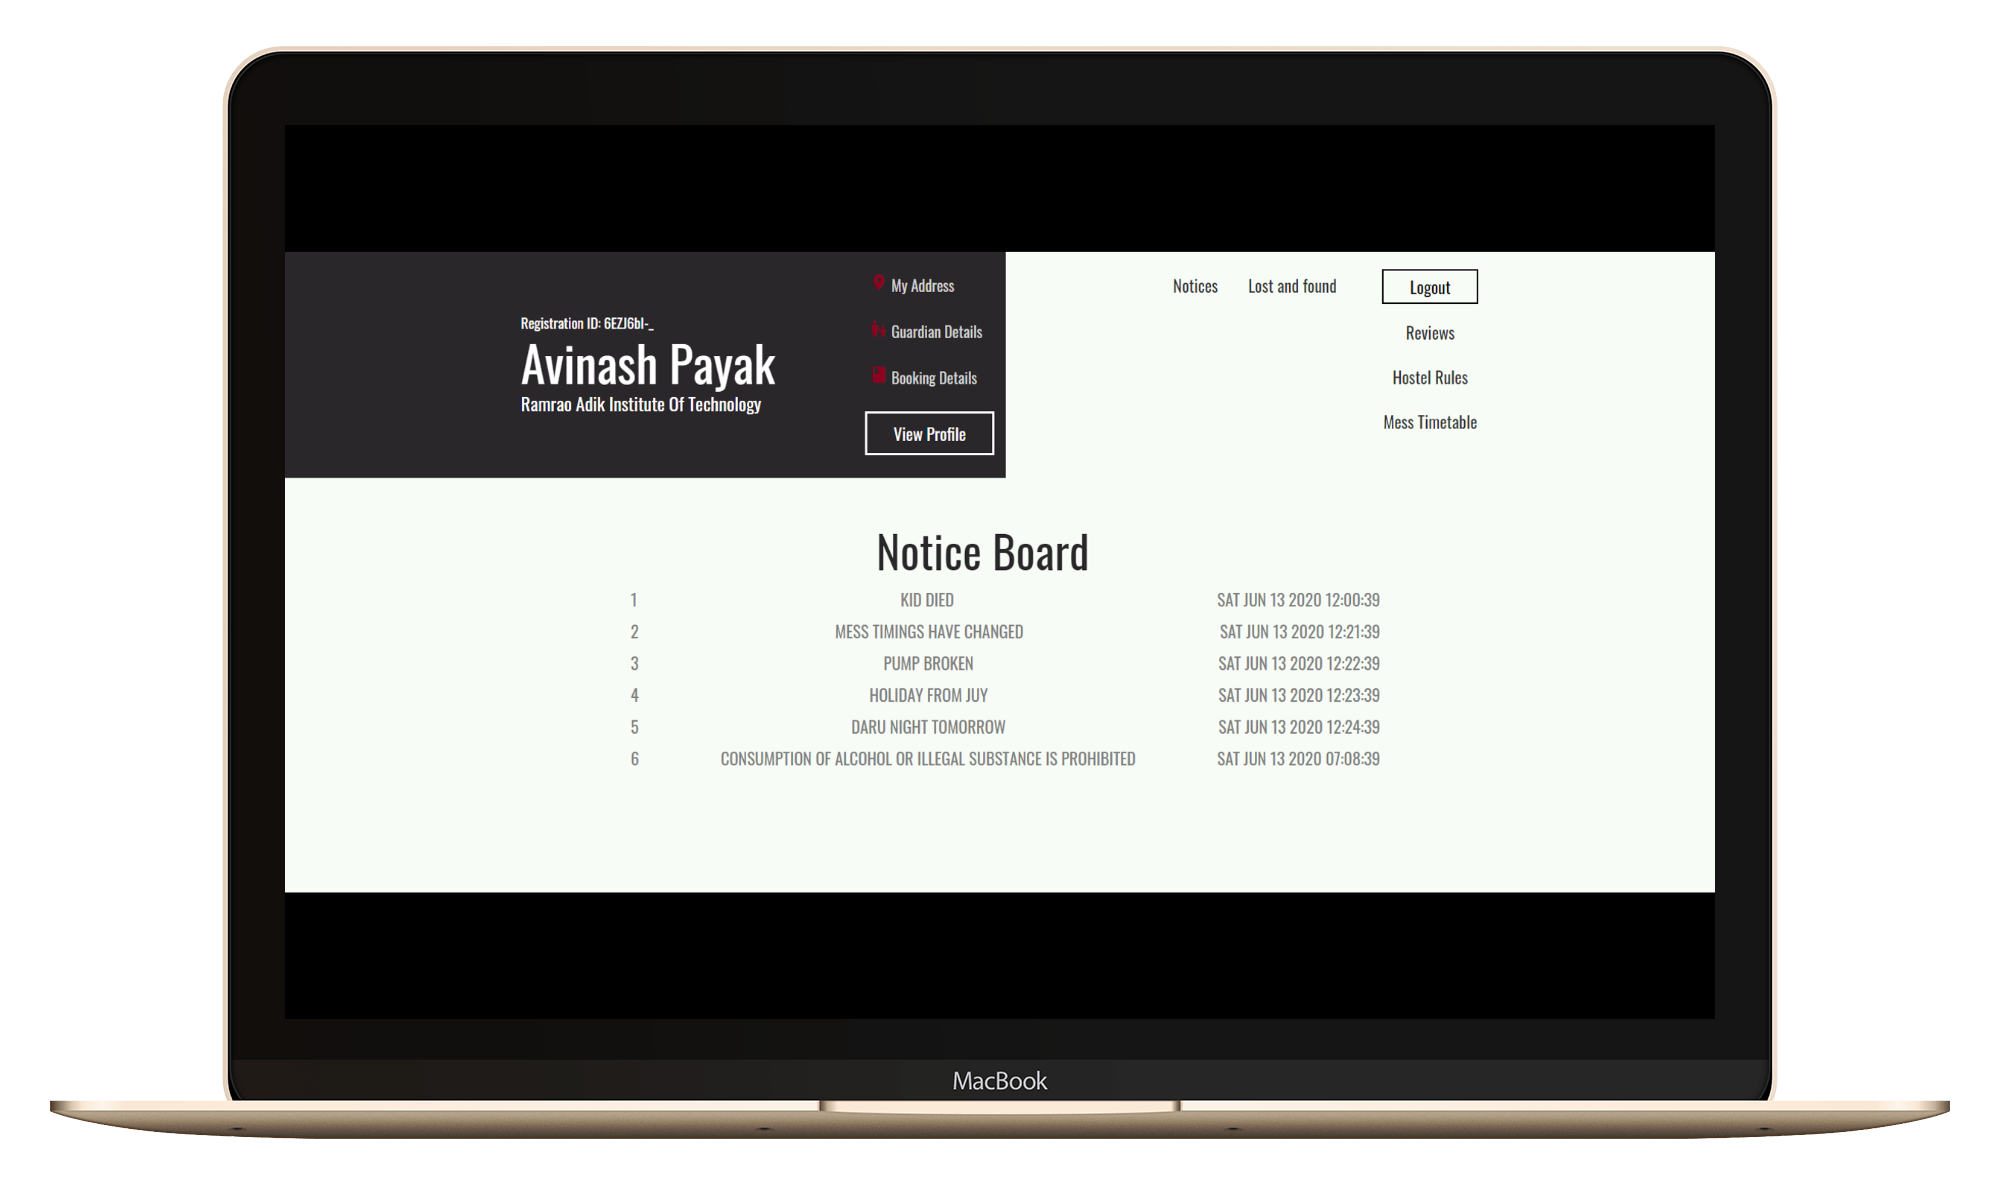 Registration ID: 6EZJ6bI-_
Avinash Payak
Ramrao Adik Institute Of Technology
My Address
Guardian Details
Booking Details
View Profile
Notices Lost and found Logout
Reviews
Hostel Rules
Mess Timetable
Notice Board
1 KID DIED SAT JUN 13 2020 12:00:39
2 MESS TIMINGS HAVE CHANGED SAT JUN 13 2020 12:21:39
3 PUMP BROKEN SAT JUN 13 2020 12:22:39
4 HOLIDAY FROM JUY SAT JUN 13 2020 12:23:39
5 DARU NIGHT TOMORROW SAT JUN 13 2020 12:24:39
6 CONSUMPTION OF ALCOHOL OR ILLEGAL SUBSTANCE IS PROHIBITED SAT JUN 13 2020 07:08:39
MacBook